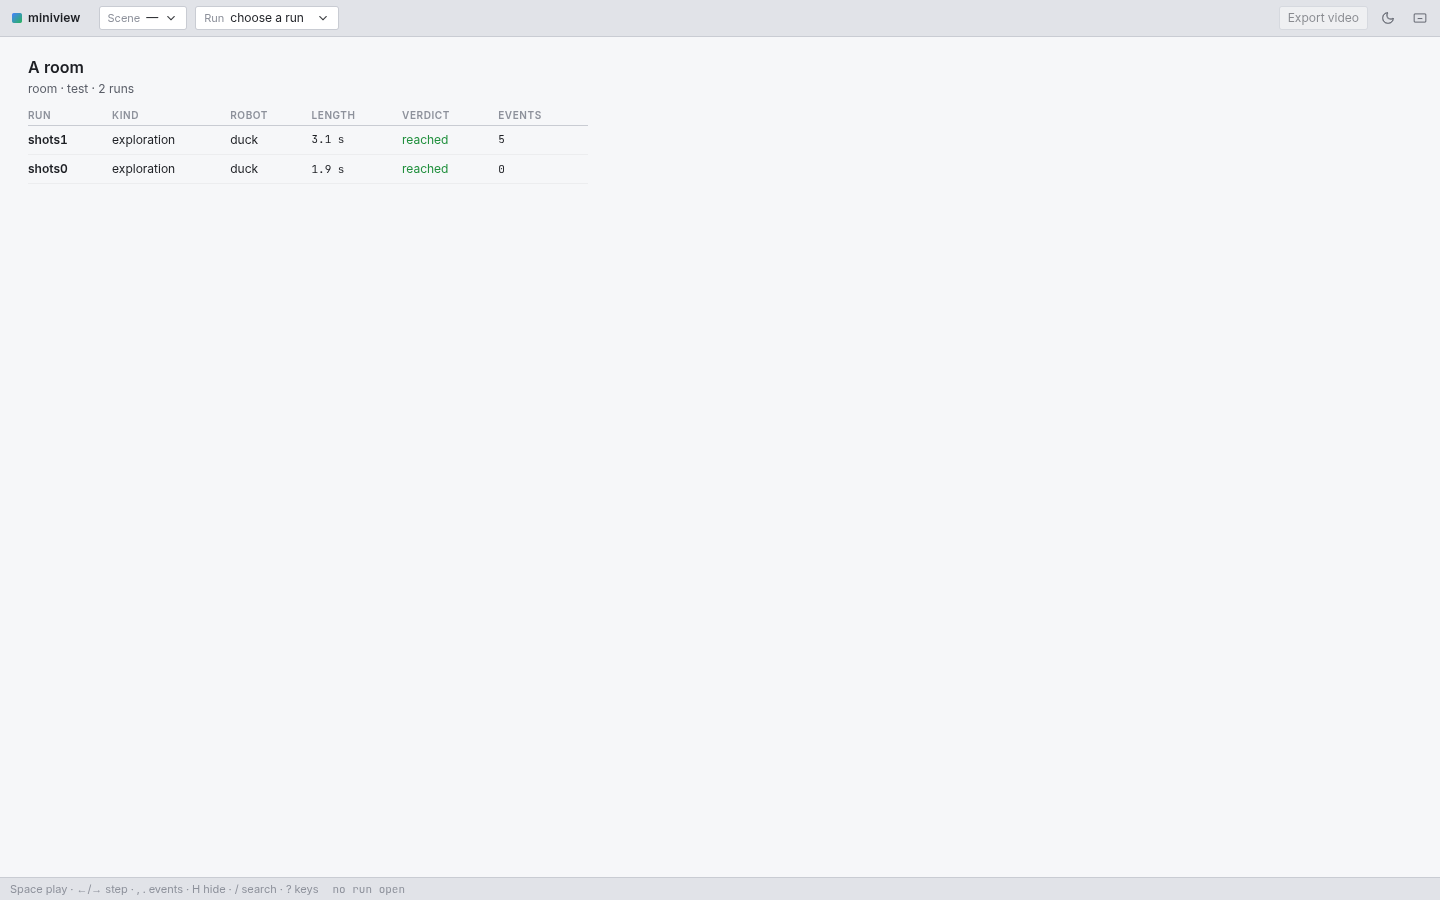 miniview Scene — Run choose a run Export video
A room
room · test · 2 runs
RUN KIND ROBOT LENGTH VERDICT EVENTS
shots1 exploration duck 3.1 s reached 5
shots0 exploration duck 1.9 s reached 0
Space play · ←/→ step · , . events · H hide · / search · ? keys no run open